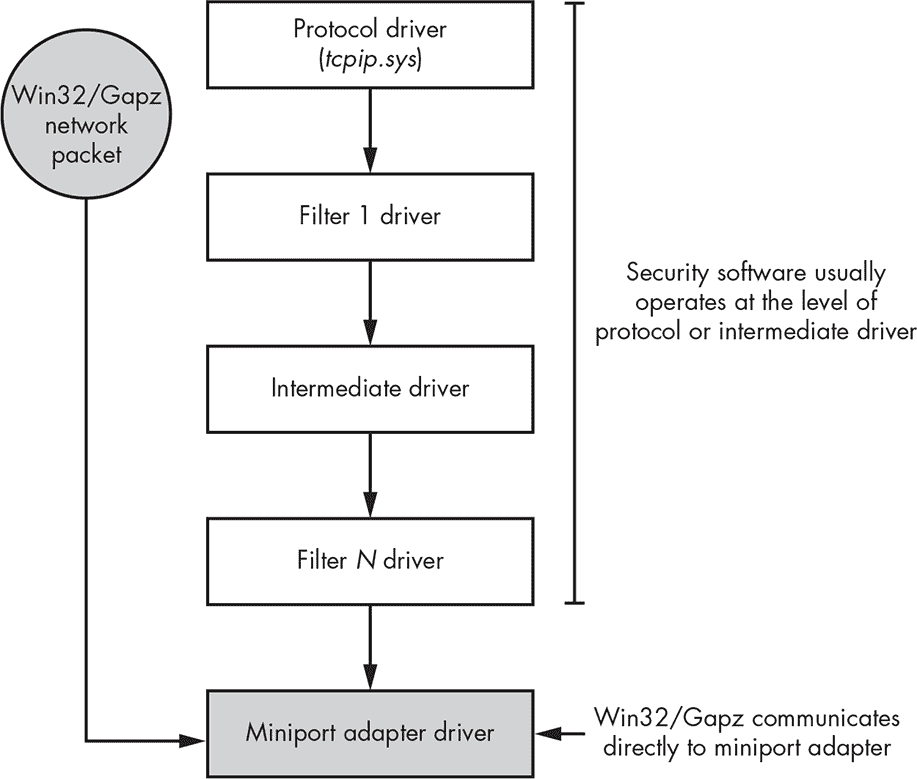 Protocol driver
(tcpip.sys)
Win32/Gapz
network
packet
Filter 1 driver
Security software usually
operates at the level of
protocol or intermediate driver
Intermediate driver
Filter N driver
Miniport adapter driver
Win32/Gapz communicates
directly to miniport adapter